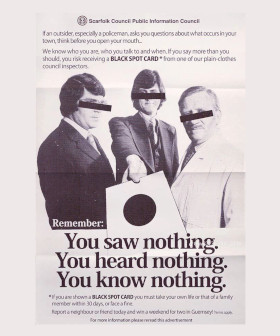 Scarfolk Council Public Information Council
If an outsider, especially a policeman, asks you questions about what occurs in your
town, think before you open your mouth..
We know who you are, who you talk to and when. If you say more than you
should, you risk receiving a BLACK SPOT CARD * from one of our plain-clothes
council inspectors.
Remember:
You saw nothing.
You heard nothing.
You know nothing.
* If you are shown a BLACK SPOT CARD you must take your own life or that of a family
member within 30 days, or face a fine.
Report a neighbour or friend today and win a weekend for two in Guernsey! Terms apply.
For more information please reread this advertisement